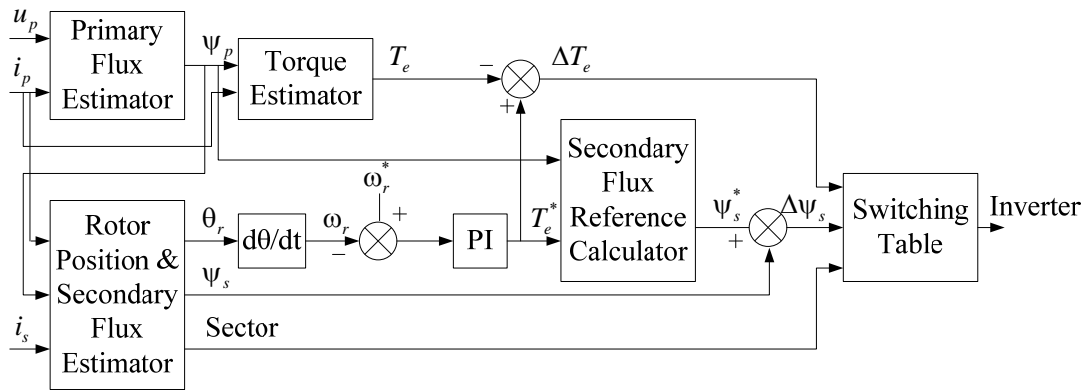 u_p
i_p
Primary
Flux
Estimator
ψ_p
Torque
Estimator
T_e
−
+
ΔT_e
ω_r^*
+
−
θ_r
dθ/dt
ω_r
PI
T_e^*
Secondary
Flux
Reference
Calculator
ψ_s^*
+
Δψ_s
Switching
Table
Inverter
Rotor
Position &
Secondary
Flux
Estimator
ψ_s
i_s
Sector